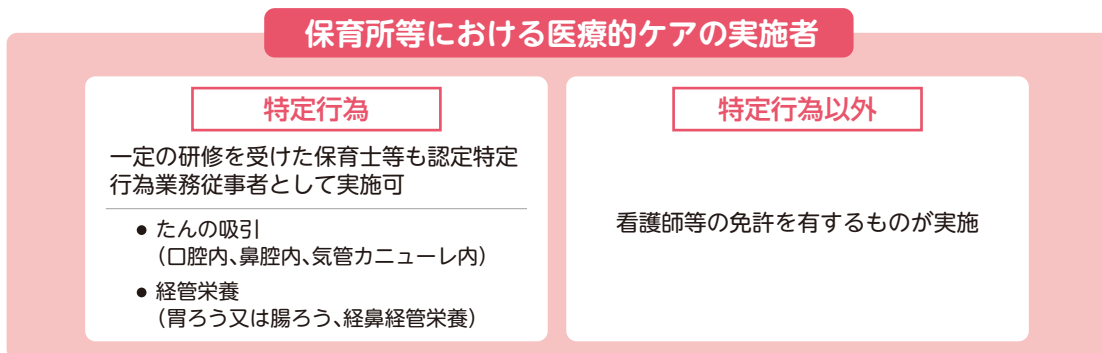 保育所等における医療的ケアの実施者
特定行為
一定の研修を受けた保育士等も認定特定
行為業務従事者として実施可
● たんの吸引
（口腔内、鼻腔内、気管カニューレ内）
● 経管栄養
（胃ろう又は腸ろう、経鼻経管栄養）
特定行為以外
看護師等の免許を有するものが実施